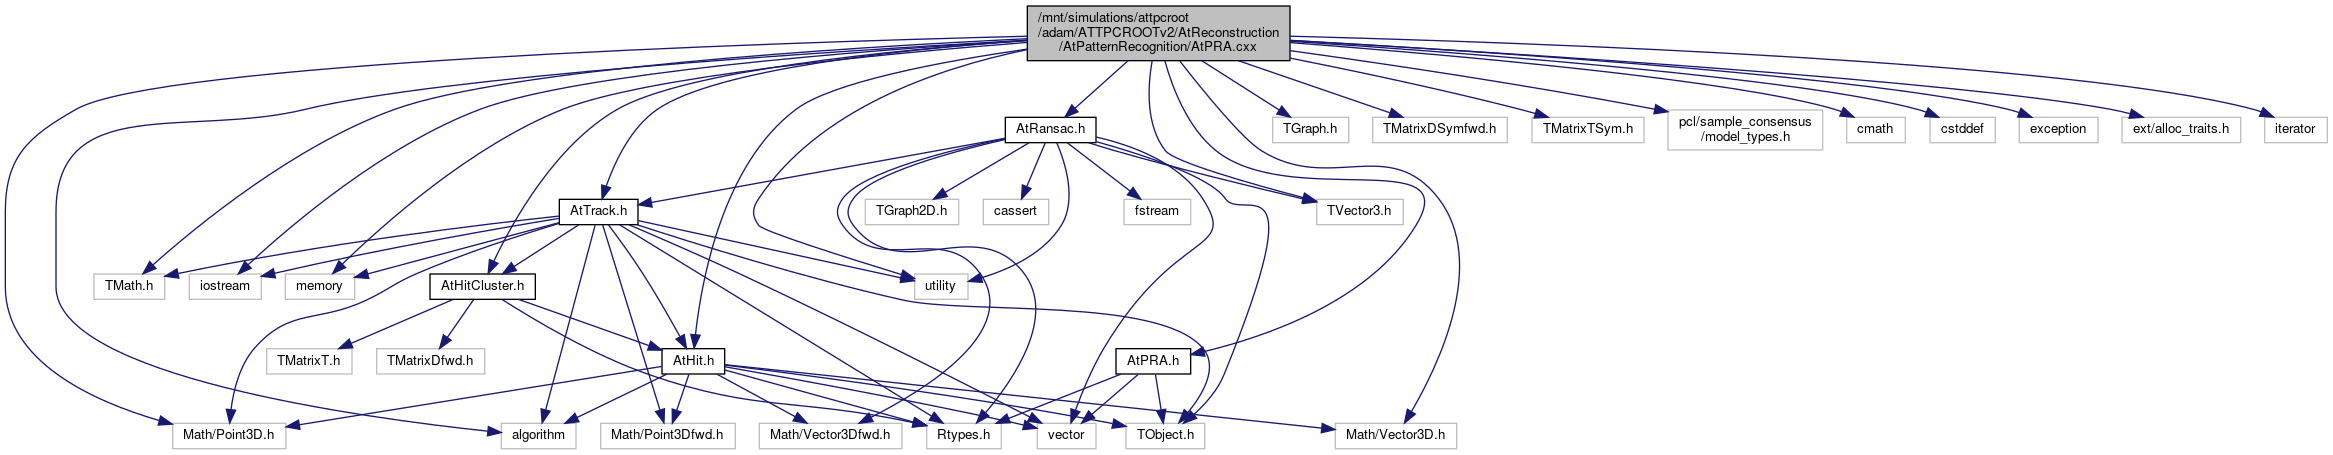 /mnt/simulations/attpcroot
/adam/ATTPCROOTv2/AtReconstruction
/AtPatternRecognition/AtPRA.cxx
AtRansac.h
TGraph.h
TMatrixDSymfwd.h
TMatrixTSym.h
pcl/sample_consensus
/model_types.h
cmath
cstddef
exception
ext/alloc_traits.h
iterator
AtTrack.h
TGraph2D.h
cassert
fstream
TVector3.h
TMath.h
iostream
memory
AtHitCluster.h
utility
TMatrixT.h
TMatrixDfwd.h
AtHit.h
AtPRA.h
Math/Point3D.h
algorithm
Math/Point3Dfwd.h
Math/Vector3Dfwd.h
Rtypes.h
vector
TObject.h
Math/Vector3D.h